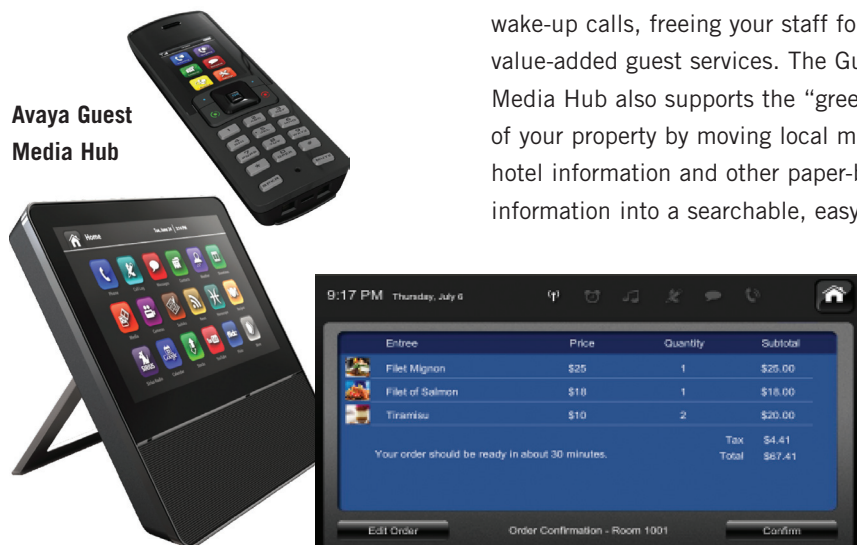 wake-up calls, freeing your staff fo
value-added guest services. The Gu
Media Hub also supports the “gree
of your property by moving local m
hotel information and other paper-b
information into a searchable, easy
Avaya Guest
Media Hub
Home
9:17 PM Thursday, July 6
Entree Price Quantity Subtotal
Filet Mignon $25 1 $25.00
Filet of Salmon $18 1 $18.00
Tiramisu $10 2 $20.00
Tax $4.41
Your order should be ready in about 30 minutes.
Total $67.41
Edit Order Order Confirmation - Room 1001 Confirm